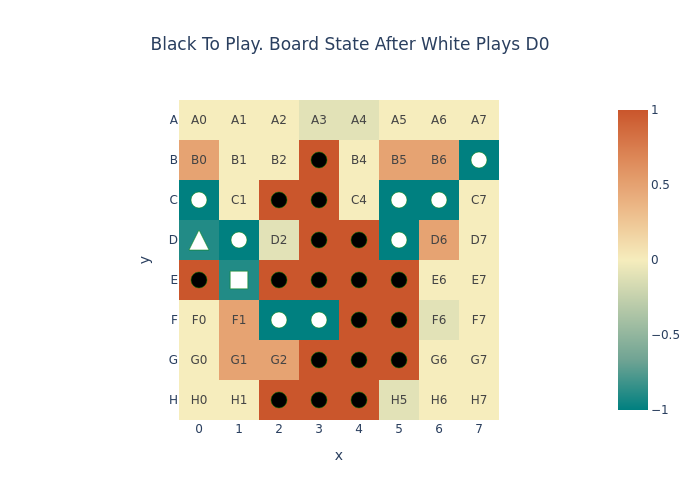 Black To Play. Board State After White Plays D0
A A0 A1 A2 A3 A4 A5 A6 A7
B B0 B1 B2 B4 B5 B6
C C1 C4 C7
D D2 D6 D7
E E6 E7
F F0 F1 F6 F7
G G0 G1 G2 G6 G7
H H0 H1 H5 H6 H7
0 1 2 3 4 5 6 7
x
y
1
0.5
0
−0.5
−1